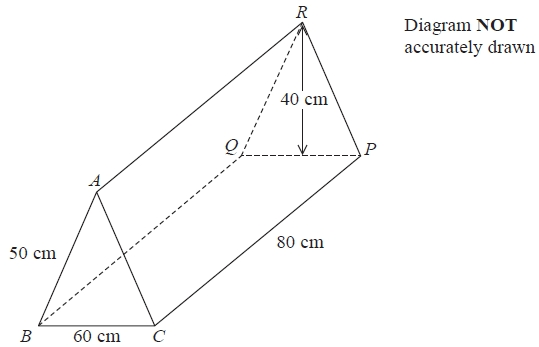 R
Diagram NOT
accurately drawn
40 cm
Q
P
A
80 cm
50 cm
B
60 cm
C